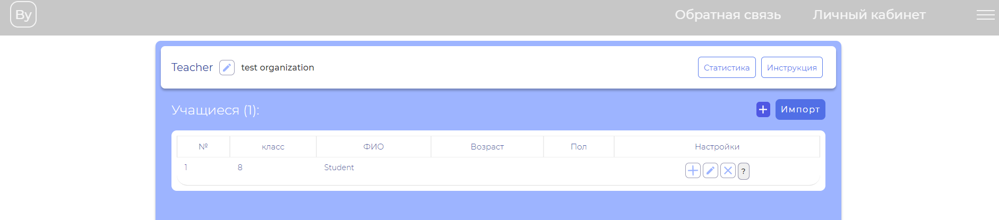 By Обратная связь Личный кабинет
Teacher test organization Статистика Инструкция
Учащиеся (1): + Импорт
№ класс ФИО Возраст Пол Настройки
1 8 Student ?